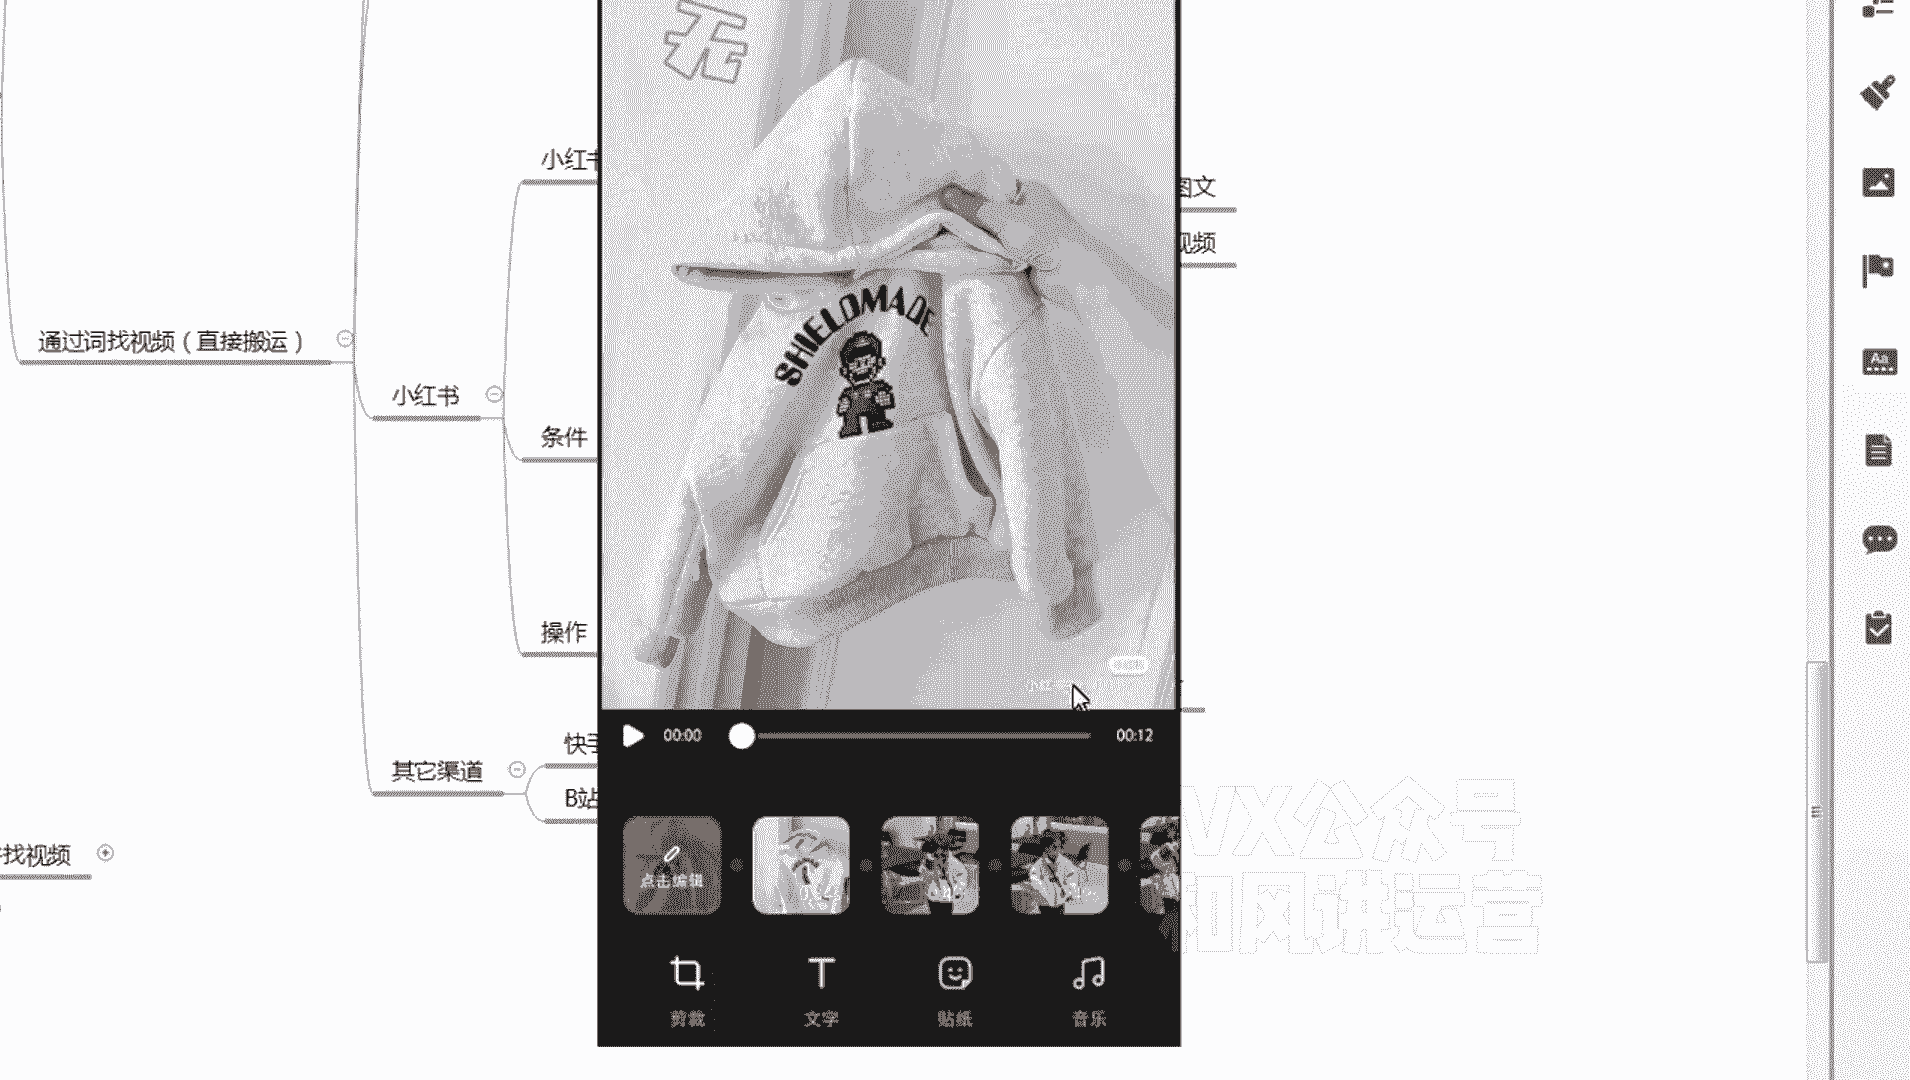 无
小红书
图文
视频
SHIELDMADE
通过词找视频（直接搬运）
小红书
条件
操作
00:00
00:12
快手
其它渠道
B站
找视频
点击编辑
VX公众号
和风讲运营
剪裁
文字
贴纸
音乐
Aa